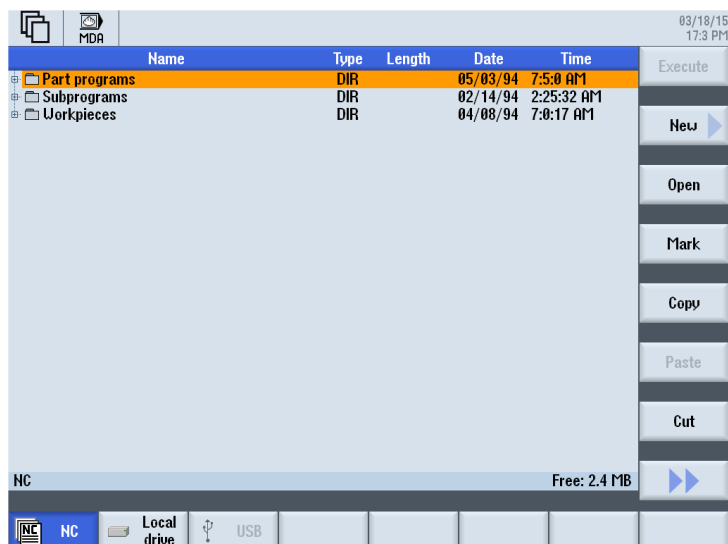 MDA
03/18/15
17:3 PM
Name Type Length Date Time
Part programs DIR 05/03/94 7:5:0 AM
Subprograms DIR 02/14/94 2:25:32 AM
Workpieces DIR 04/08/94 7:0:17 AM
Execute
New
Open
Mark
Copy
Paste
Cut
NC Free: 2.4 MB
NC NC Local drive USB